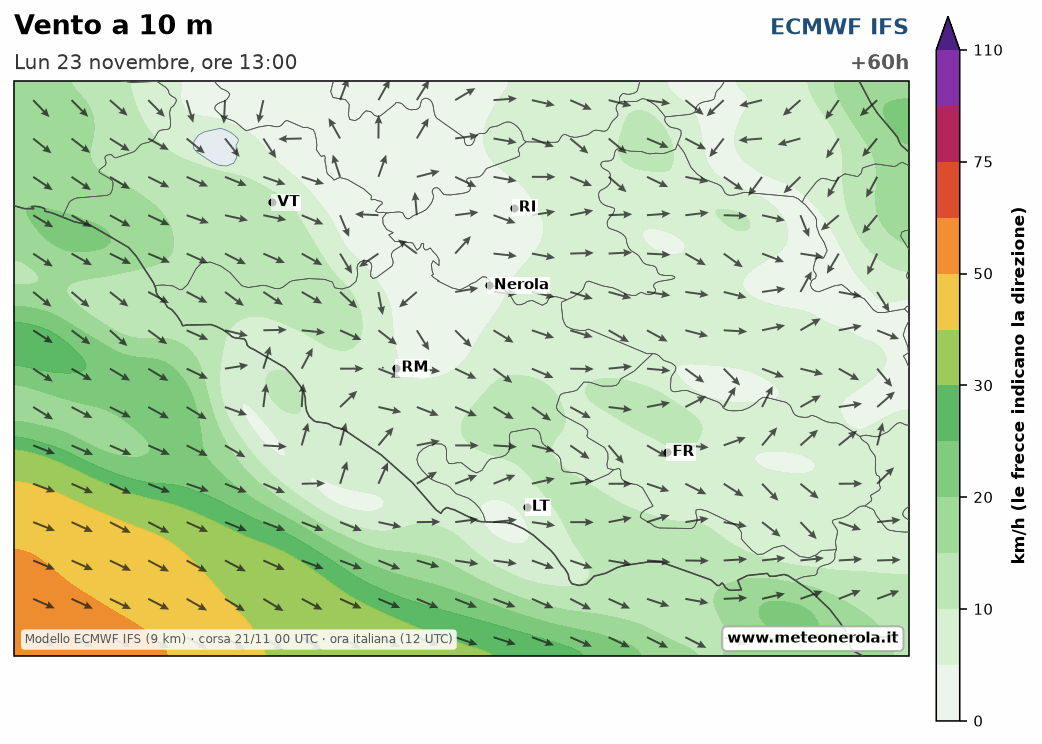 Vento a 10 m
ECMWF IFS
Lun 23 novembre, ore 13:00
+60h
110
75
50
30
20
10
0
km/h (le frecce indicano la direzione)
VT
RI
Nerola
RM
FR
LT
Modello ECMWF IFS (9 km) · corsa 21/11 00 UTC · ora italiana (12 UTC)
www.meteonerola.it